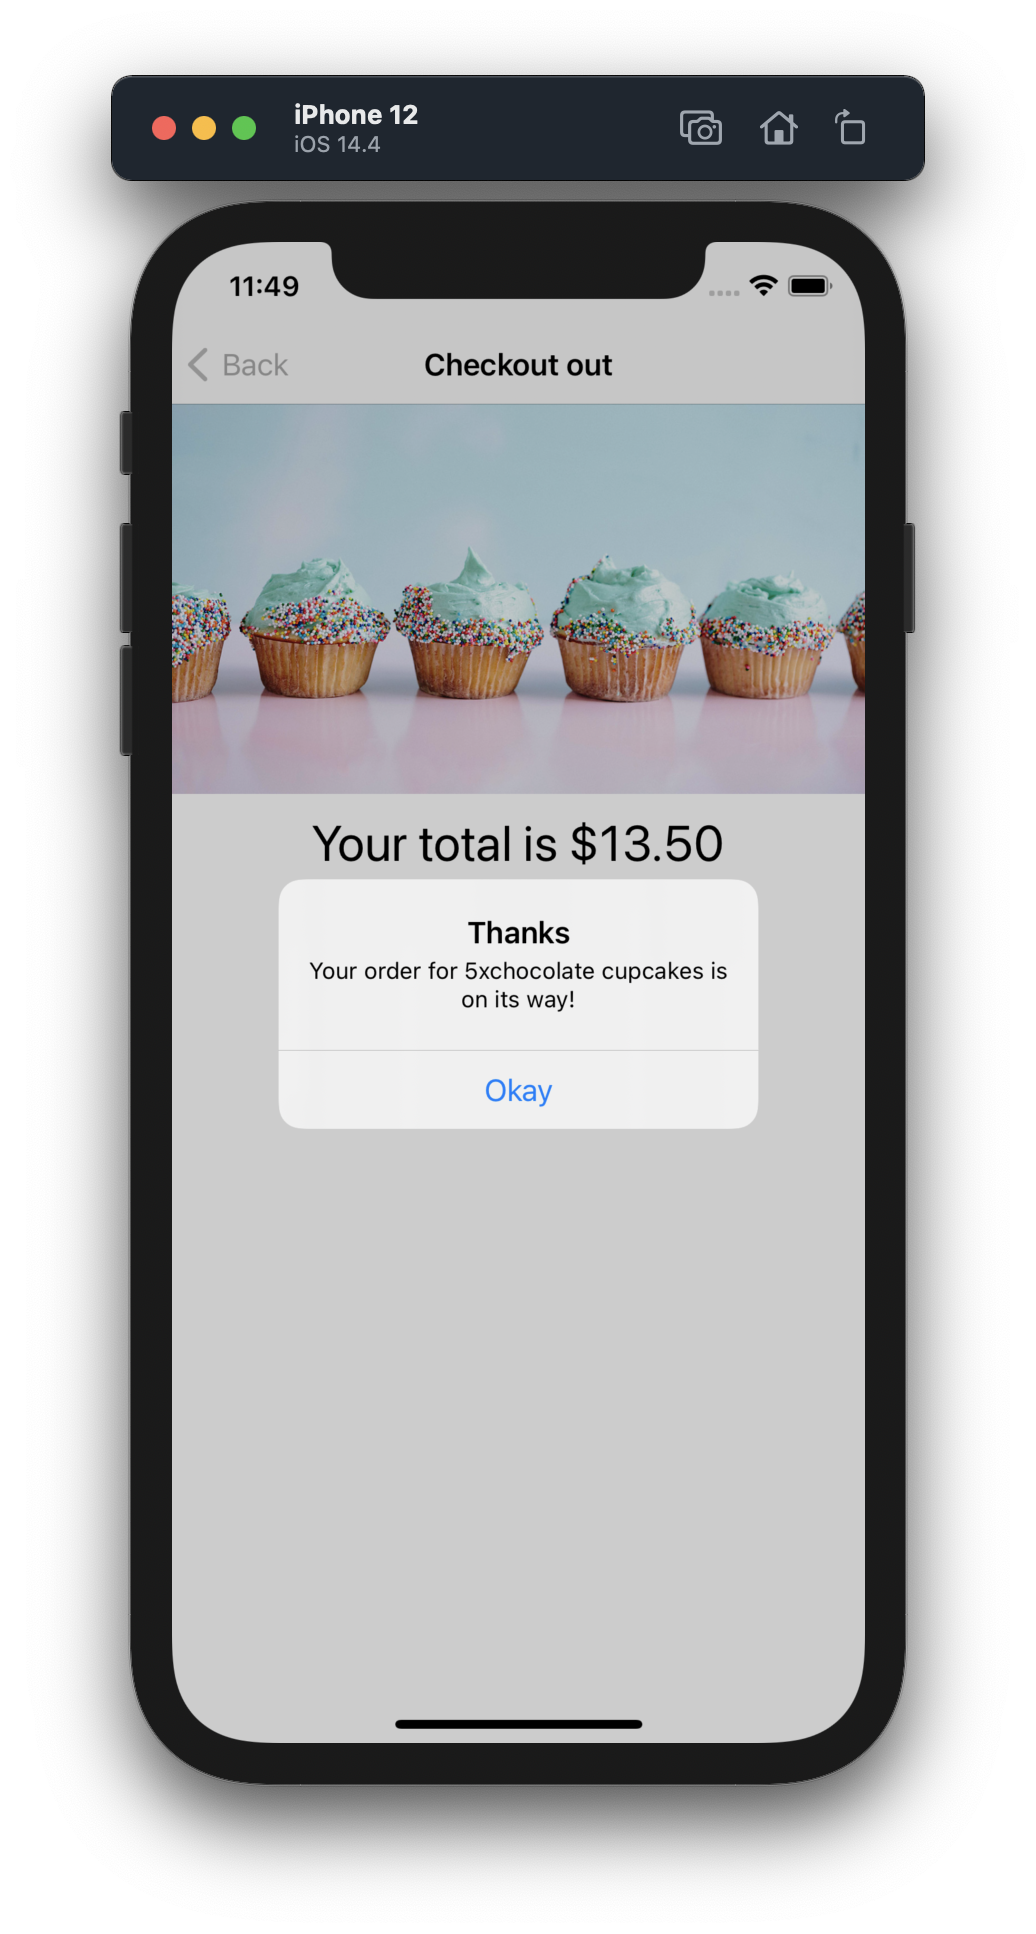 iPhone 12
iOS 14.4
11:49
Back
Checkout out
Your total is $13.50
Thanks
Your order for 5xchocolate cupcakes is
on its way!
Okay